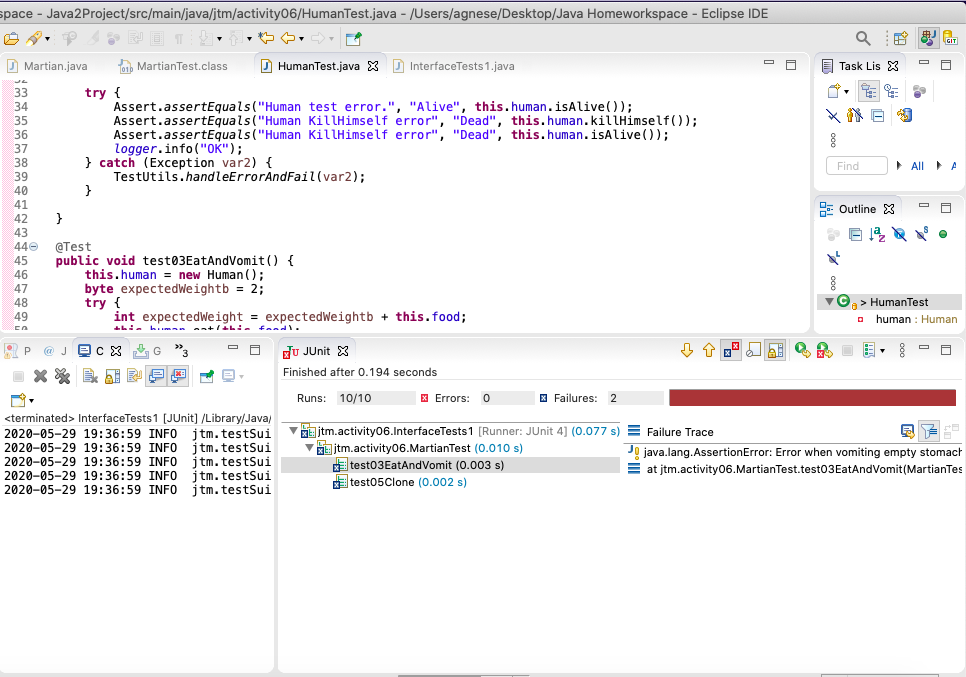 space - Java2Project/src/main/java/jtm/activity06/HumanTest.java - /Users/agnese/Desktop/Java Homeworkspace - Eclipse IDE
Martian.java
MartianTest.class
HumanTest.java
InterfaceTests1.java
Task Lis
33 try {
34 Assert.assertEquals("Human test error.", "Alive", this.human.isAlive());
35 Assert.assertEquals("Human KillHimself error", "Dead", this.human.killHimself());
36 Assert.assertEquals("Human KillHimself error", "Dead", this.human.isAlive());
37 logger.info("OK");
38 } catch (Exception var2) {
39 TestUtils.handleErrorAndFail(var2);
40 }
41
42 }
43
44 @Test
45 public void test03EatAndVomit() {
46 this.human = new Human();
47 byte expectedWeightb = 2;
48 try {
49 int expectedWeight = expectedWeightb + this.food;
50 this.human.eat(this.food);
Find
All
A
Outline
> HumanTest
human : Human
P
@ J
C
G
3
<terminated> InterfaceTests1 [JUnit] /Library/Java/
2020-05-29 19:36:59 INFO jtm.testSui
2020-05-29 19:36:59 INFO jtm.testSui
2020-05-29 19:36:59 INFO jtm.testSui
2020-05-29 19:36:59 INFO jtm.testSui
2020-05-29 19:36:59 INFO jtm.testSui
JUnit
Finished after 0.194 seconds
Runs: 10/10 Errors: 0 Failures: 2
jtm.activity06.InterfaceTests1 [Runner: JUnit 4] (0.077 s)
jtm.activity06.MartianTest (0.010 s)
test03EatAndVomit (0.003 s)
test05Clone (0.002 s)
Failure Trace
java.lang.AssertionError: Error when vomiting empty stomach
at jtm.activity06.MartianTest.test03EatAndVomit(MartianTes